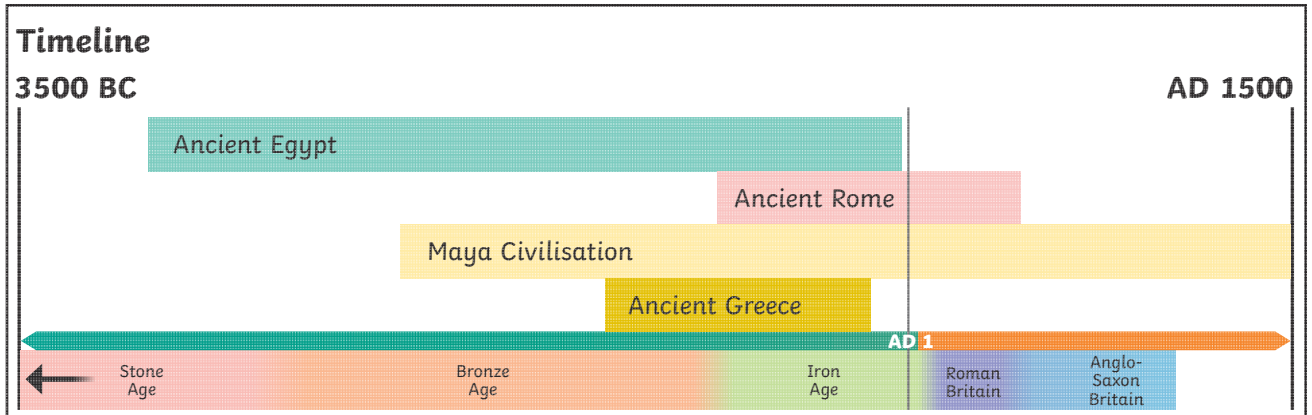 Timeline
3500 BC
AD 1500
Ancient Egypt
Ancient Rome
Maya Civilisation
Ancient Greece
AD 1
Stone
Age
Bronze
Age
Iron
Age
Roman
Britain
Anglo-
Saxon
Britain